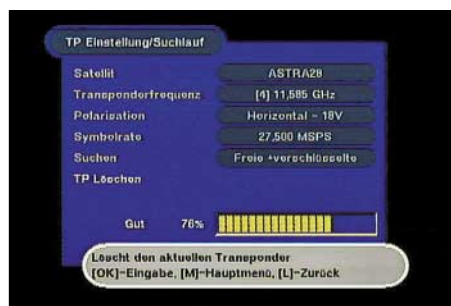 TP Einstellung/Suchlauf
Satellit ASTRA28
Transponderfrequenz [4] 11,585 GHz
Polarisation Horizontal - 18V
Symbolrate 27,500 MSPS
Suchen Freie +verschlüsselte
TP Löschen
Gut 76%
Löscht den aktuellen Transponder
[OK]-Eingabe, [M]-Hauptmenü, [L]-Zurück